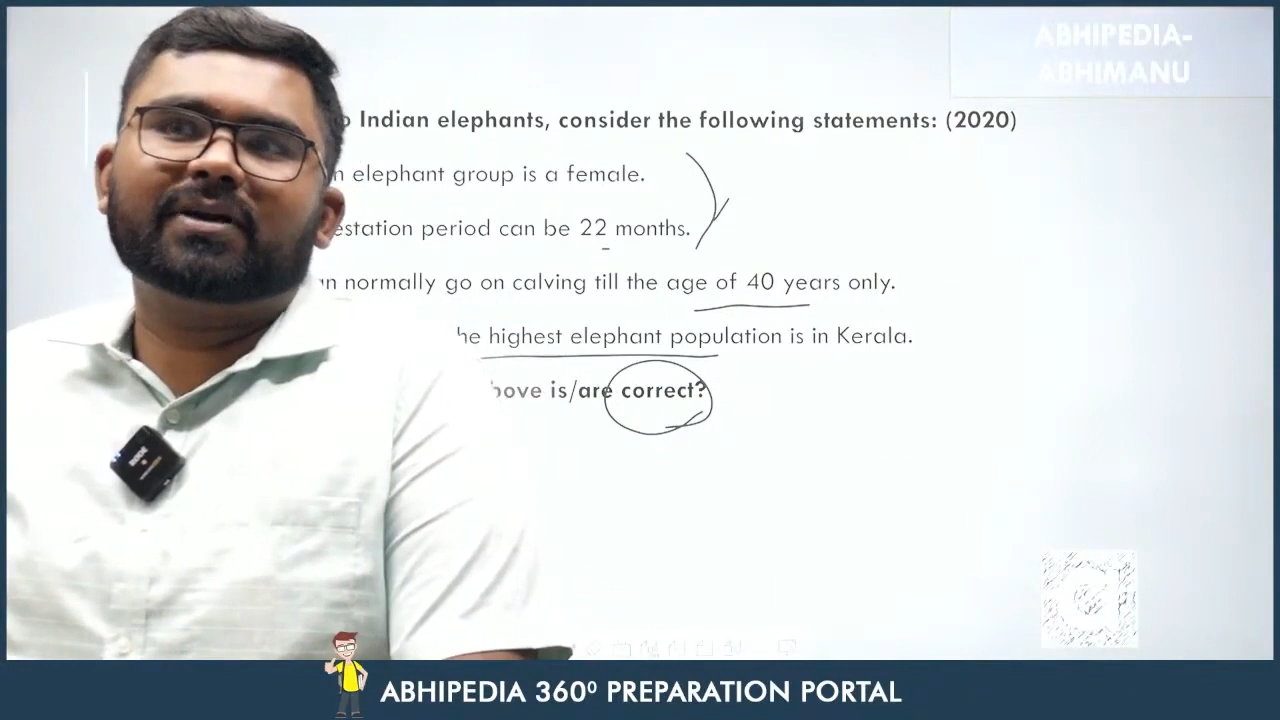 ABHIPEDIA-
ABHIMANU
o Indian elephants, consider the following statements: (2020)
n elephant group is a female.
estation period can be 22 months.
n normally go on calving till the age of 40 years only.
he highest elephant population is in Kerala.
bove is/are correct?
RODE
ABHIPEDIA 360⁰ PREPARATION PORTAL